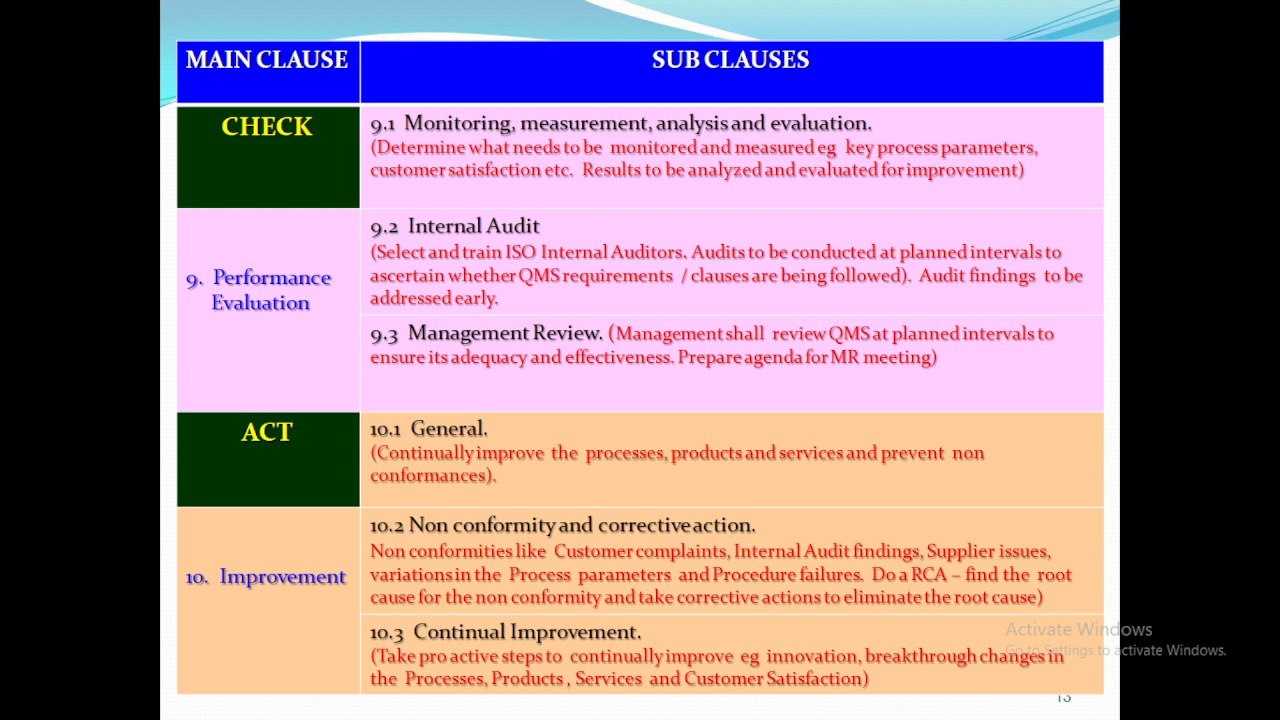 MAIN CLAUSE
SUB CLAUSES
CHECK
9.1 Monitoring, measurement, analysis and evaluation.
(Determine what needs to be monitored and measured eg key process parameters,
customer satisfaction etc. Results to be analyzed and evaluated for improvement)
9. Performance
Evaluation
9.2 Internal Audit
(Select and train ISO Internal Auditors. Audits to be conducted at planned intervals to
ascertain whether QMS requirements / clauses are being followed). Audit findings to be
addressed early.
9.3 Management Review. (Management shall review QMS at planned intervals to
ensure its adequacy and effectiveness. Prepare agenda for MR meeting)
ACT
10.1 General.
(Continually improve the processes, products and services and prevent non
conformances).
10. Improvement
10.2 Non conformity and corrective action.
Non conformities like Customer complaints, Internal Audit findings, Supplier issues,
variations in the Process parameters and Procedure failures. Do a RCA – find the root
cause for the non conformity and take corrective actions to eliminate the root cause)
10.3 Continual Improvement.
(Take pro active steps to continually improve eg innovation, breakthrough changes in
the Processes, Products , Services and Customer Satisfaction)
Activate Windows
Go to Settings to activate Windows.
13